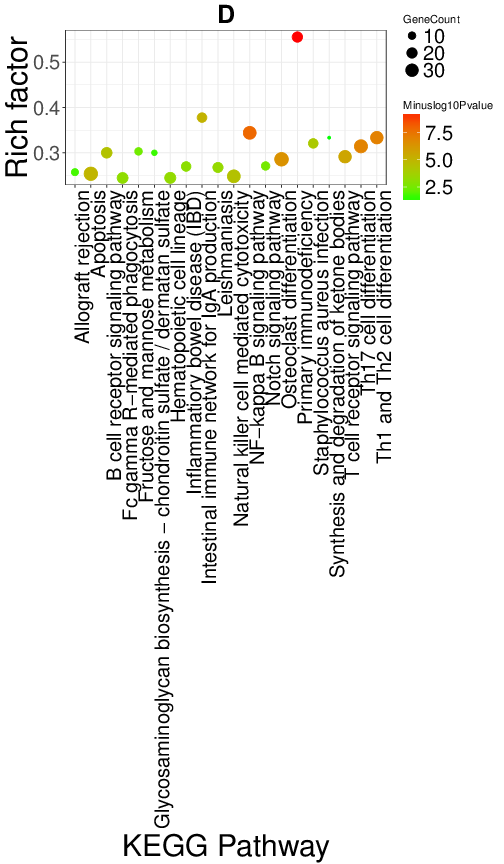 D
Rich factor
0.5
0.4
0.3
GeneCount
10
20
30
Minuslog10Pvalue
7.5
5.0
2.5
Allograft rejection
Apoptosis
B cell receptor signaling pathway
Fc gamma R−mediated phagocytosis
Fructose and mannose metabolism
Glycosaminoglycan biosynthesis − chondroitin sulfate / dermatan sulfate
Hematopoietic cell lineage
Inflammatory bowel disease (IBD)
Intestinal immune network for IgA production
Leishmaniasis
Natural killer cell mediated cytotoxicity
NF−kappa B signaling pathway
Notch signaling pathway
Osteoclast differentiation
Primary immunodeficiency
Staphylococcus aureus infection
Synthesis and degradation of ketone bodies
T cell receptor signaling pathway
Th17 cell differentiation
Th1 and Th2 cell differentiation
KEGG Pathway